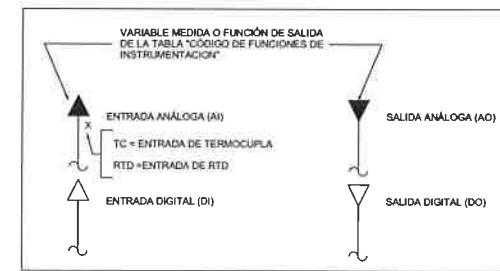 VARIABLE MEDIDA O FUNCIÓN DE SALIDA
DE LA TABLA "CÓDIGO DE FUNCIONES DE
INSTRUMENTACION"
ENTRADA ANÁLOGA (AI)
SALIDA ANÁLOGA (AO)
X
TC = ENTRADA DE TERMOCUPLA
RTD =ENTRADA DE RTD
ENTRADA DIGITAL (DI)
SALIDA DIGITAL (DO)